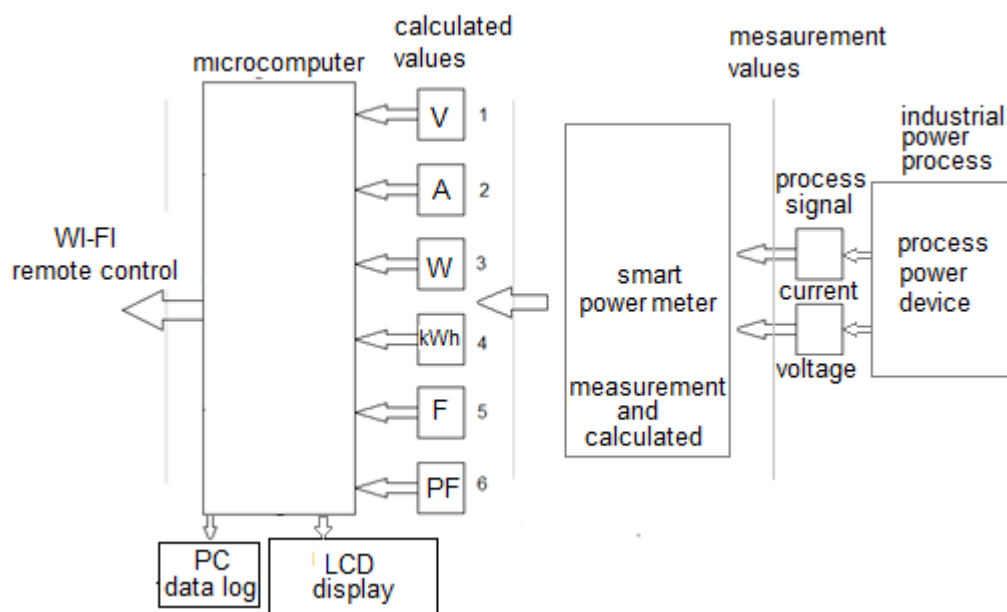 calculated
values
mesaurement
values
microcomputer
industrial
power
process
V 1
A 2
W 3
kWh 4
F 5
PF 6
WI-FI
remote control
smart
power meter
measurement
and
calculated
process
signal
current
voltage
process
power
device
PC
data log
LCD
display